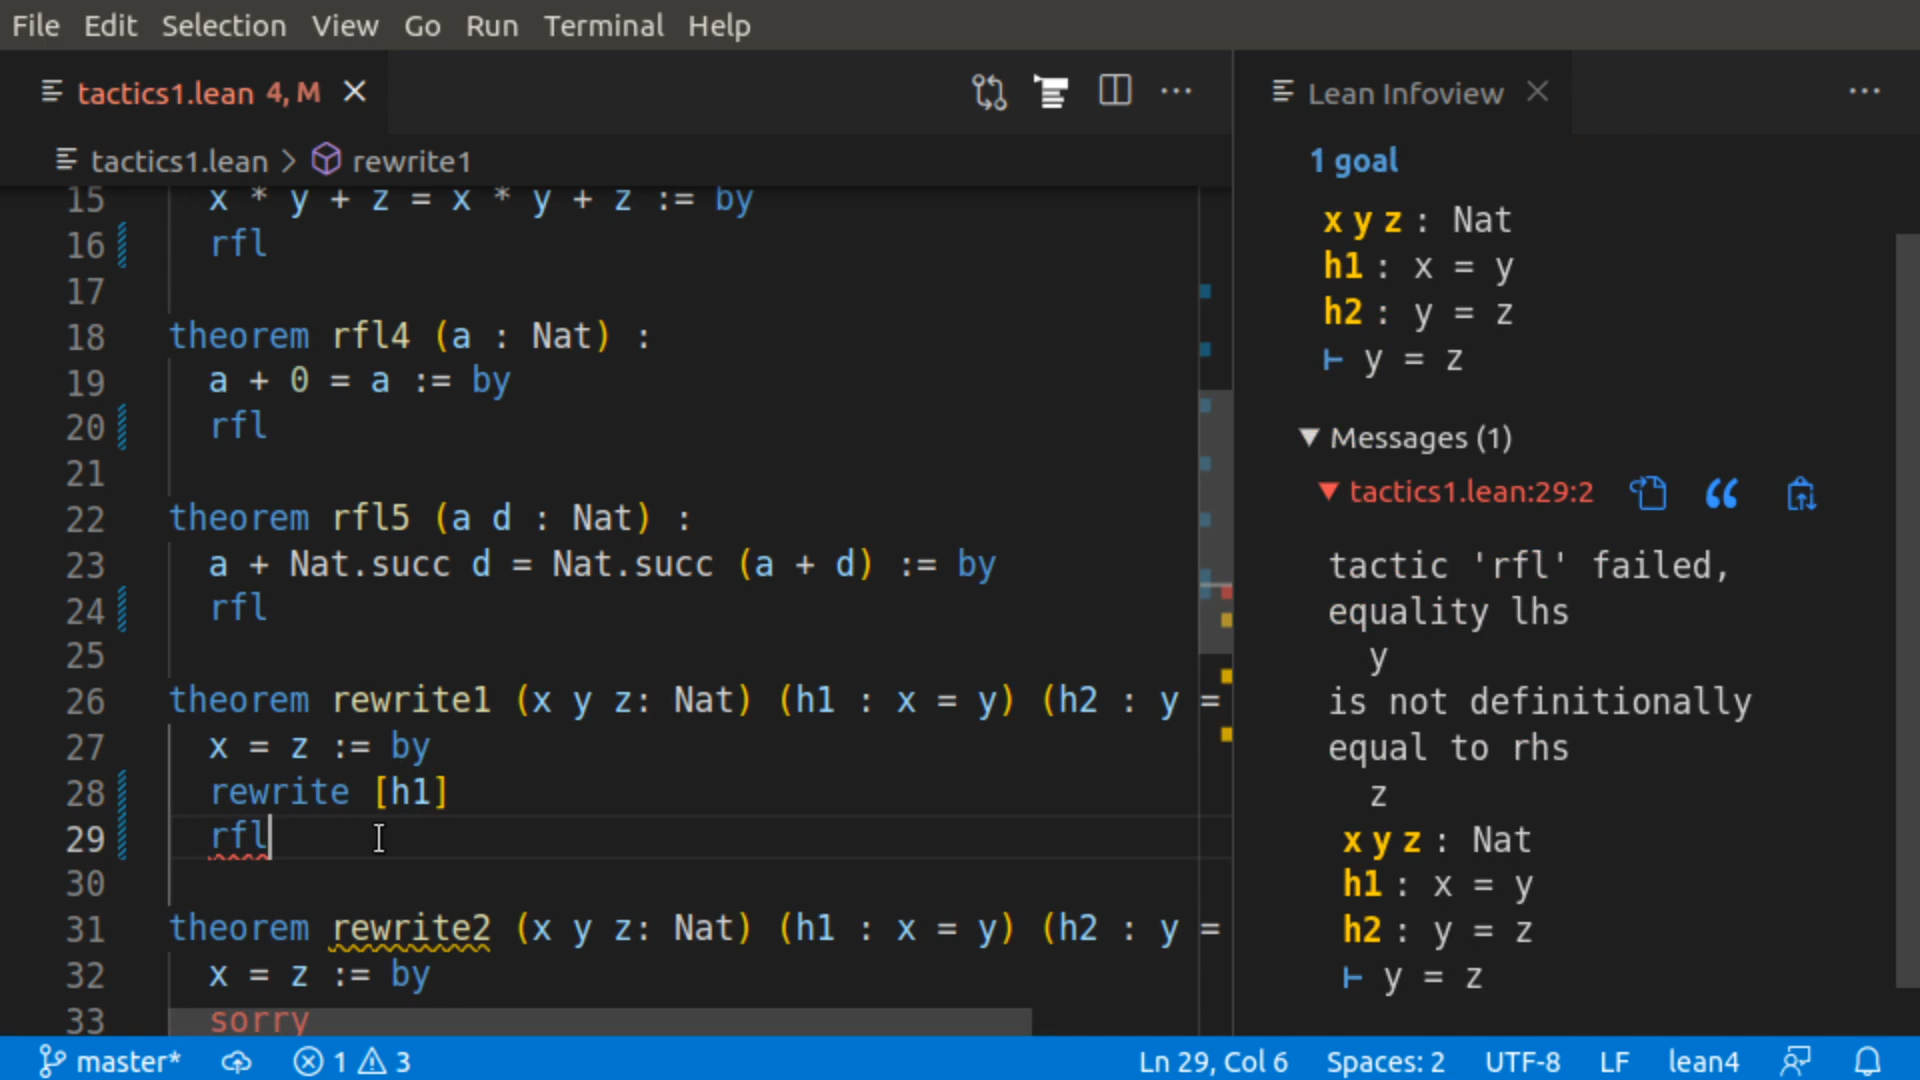 File Edit Selection View Go Run Terminal Help
tactics1.lean 4, M
Lean Infoview
tactics1.lean > rewrite1
15 x * y + z = x * y + z := by
16 rfl
17
18 theorem rfl4 (a : Nat) :
19 a + 0 = a := by
20 rfl
21
22 theorem rfl5 (a d : Nat) :
23 a + Nat.succ d = Nat.succ (a + d) := by
24 rfl
25
26 theorem rewrite1 (x y z: Nat) (h1 : x = y) (h2 : y =
27 x = z := by
28 rewrite [h1]
29 rfl
30
31 theorem rewrite2 (x y z: Nat) (h1 : x = y) (h2 : y =
32 x = z := by
33 sorry
1 goal
x y z : Nat
h1 : x = y
h2 : y = z
⊢ y = z
Messages (1)
tactics1.lean:29:2
tactic 'rfl' failed,
equality lhs
y
is not definitionally
equal to rhs
z
x y z : Nat
h1 : x = y
h2 : y = z
⊢ y = z
master* 1 3 Ln 29, Col 6 Spaces: 2 UTF-8 LF lean4